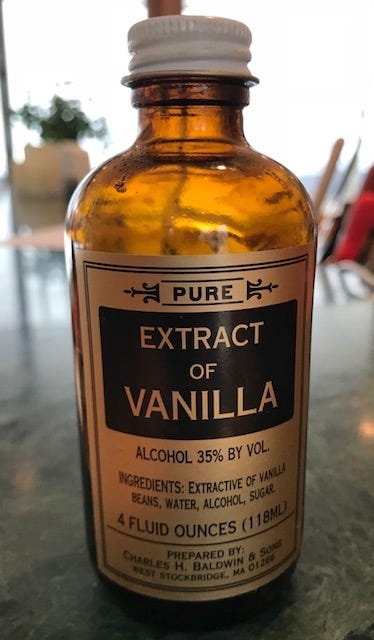 PURE
EXTRACT
OF
VANILLA
ALCOHOL 35% BY VOL.
INGREDIENTS: EXTRACTIVE OF VANILLA
BEANS, WATER, ALCOHOL, SUGAR.
4 FLUID OUNCES (118ML)
PREPARED BY:
CHARLES H. BALDWIN & SONS
WEST STOCKBRIDGE, MA 01266